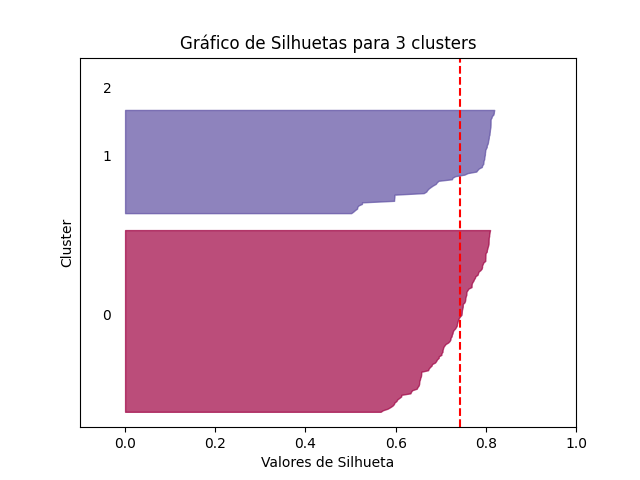 Gráfico de Silhuetas para 3 clusters
2
1
0
Cluster
0.0 0.2 0.4 0.6 0.8 1.0
Valores de Silhueta